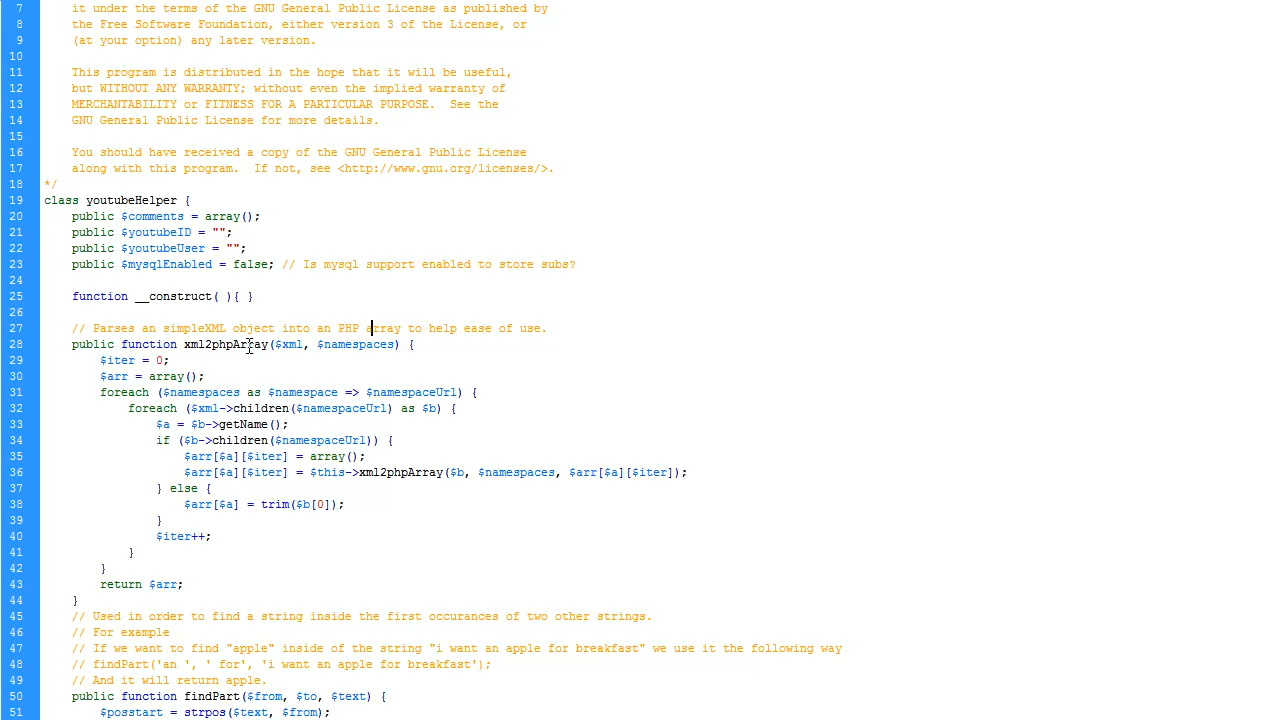 7 it under the terms of the GNU General Public License as published by
8 the Free Software Foundation, either version 3 of the License, or
9 (at your option) any later version.
10
11 This program is distributed in the hope that it will be useful,
12 but WITHOUT ANY WARRANTY; without even the implied warranty of
13 MERCHANTABILITY or FITNESS FOR A PARTICULAR PURPOSE.  See the
14 GNU General Public License for more details.
15
16 You should have received a copy of the GNU General Public License
17 along with this program.  If not, see <http://www.gnu.org/licenses/>.
18 */
19 class youtubeHelper {
20 public $comments = array();
21 public $youtubeID = "";
22 public $youtubeUser = "";
23 public $mysqlEnabled = false; // Is mysql support enabled to store subs?
24
25 function __construct( ){ }
26
27 // Parses an simpleXML object into an PHP array to help ease of use.
28 public function xml2phpArray($xml, $namespaces) {
29 $iter = 0;
30 $arr = array();
31 foreach ($namespaces as $namespace => $namespaceUrl) {
32 foreach ($xml->children($namespaceUrl) as $b) {
33 $a = $b->getName();
34 if ($b->children($namespaceUrl)) {
35 $arr[$a][$iter] = array();
36 $arr[$a][$iter] = $this->xml2phpArray($b, $namespaces, $arr[$a][$iter]);
37 } else {
38 $arr[$a] = trim($b[0]);
39 }
40 $iter++;
41 }
42 }
43 return $arr;
44 }
45 // Used in order to find a string inside the first occurances of two other strings.
46 // For example
47 // If we want to find "apple" inside of the string "i want an apple for breakfast" we use it the following way
48 // findPart('an ', ' for', 'i want an apple for breakfast');
49 // And it will return apple.
50 public function findPart($from, $to, $text) {
51 $posstart = strpos($text, $from);